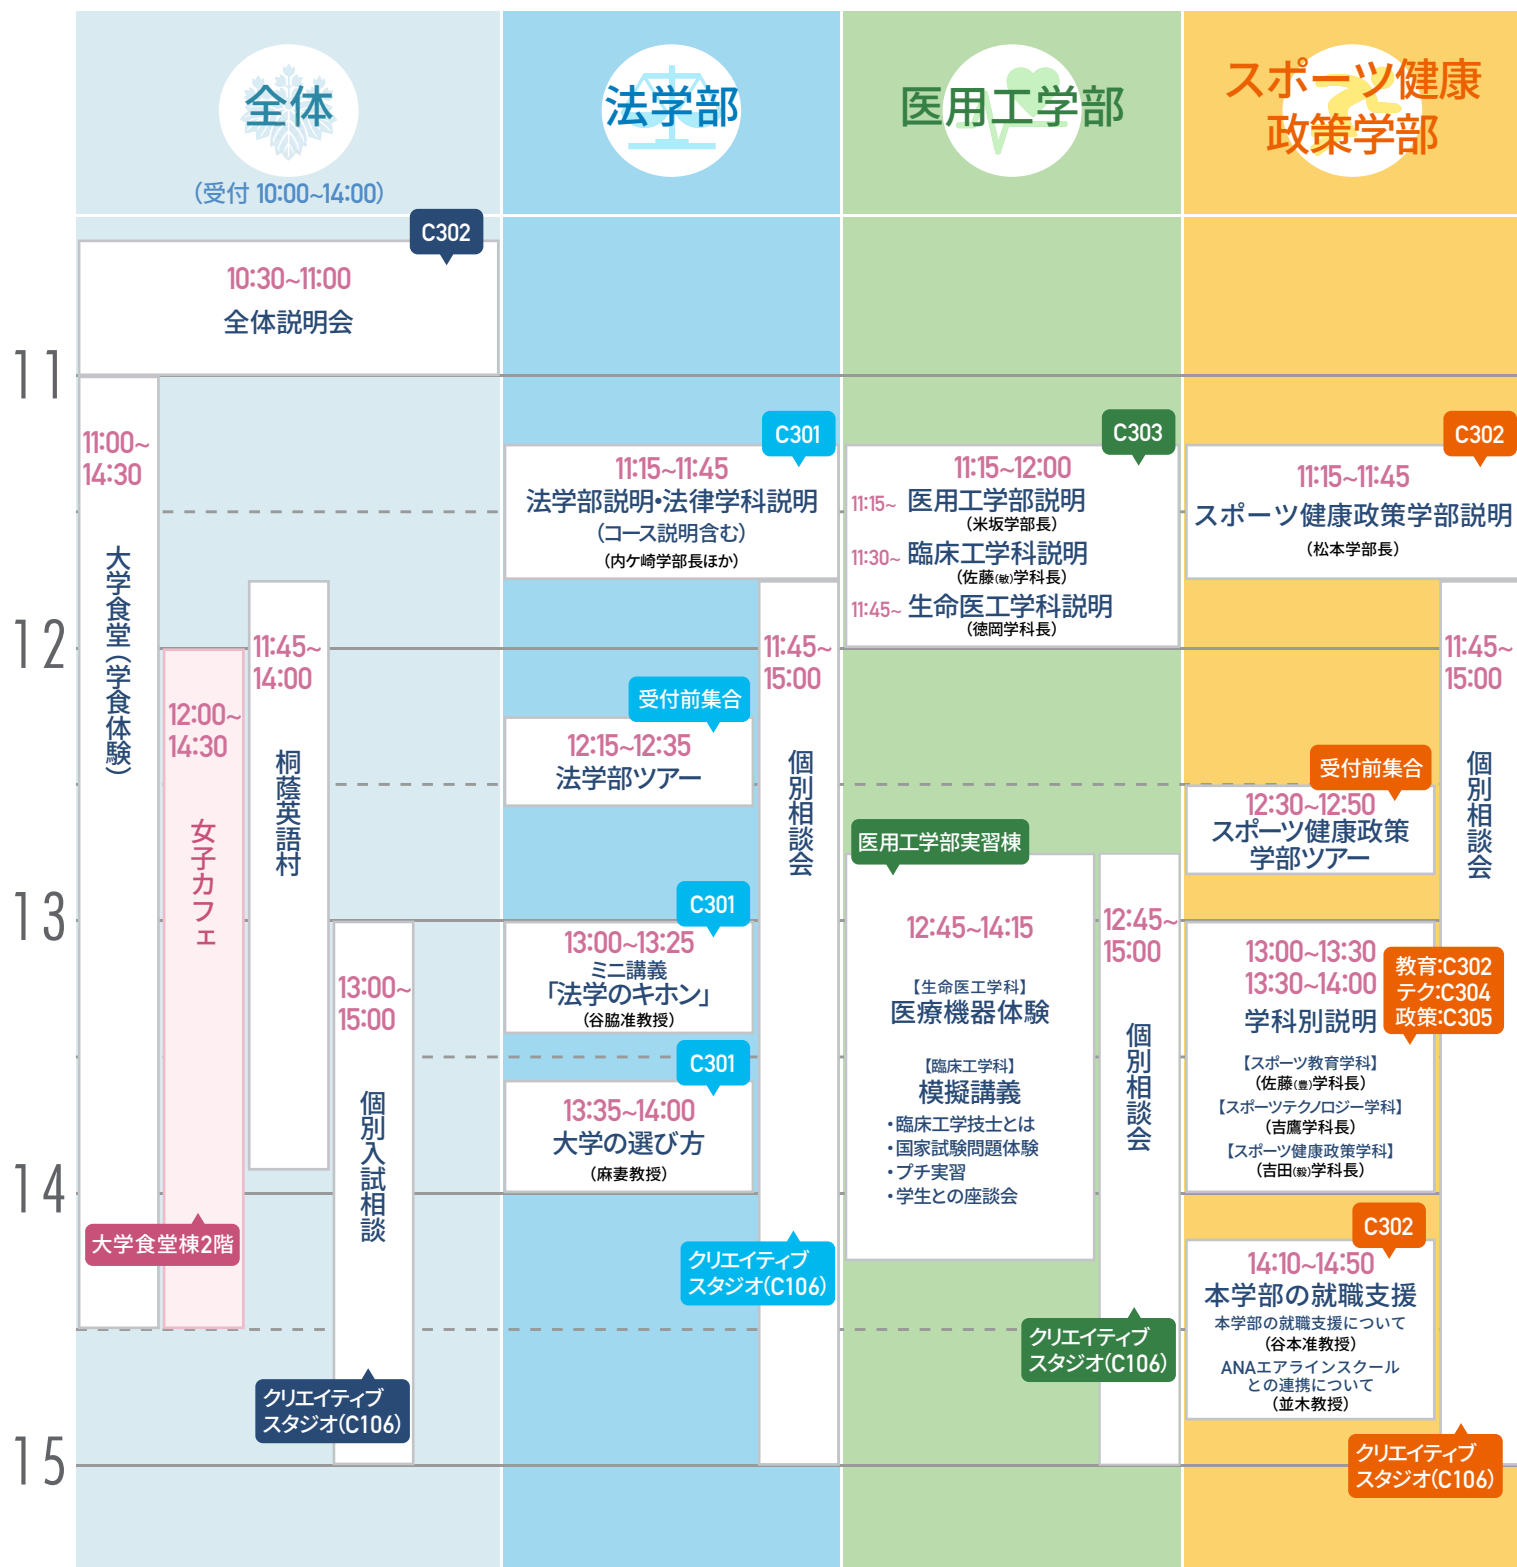 全体
（受付 10:00~14:00）
法学部
医用工学部
スポーツ健康
政策学部
11
12
13
14
15
C302
10:30~11:00
全体説明会
11:00~
14:30
大学食堂（学食体験）
12:00~
14:30
女子カフェ
大学食堂棟2階
11:45~
14:00
桐蔭英語村
13:00~
15:00
個別入試相談
クリエイティブ
スタジオ(C106)
C301
11:15~11:45
法学部説明・法律学科説明
（コース説明含む）
（内ケ崎学部長ほか）
受付前集合
12:15~12:35
法学部ツアー
C301
13:00~13:25
ミニ講義
「法学のキホン」
（谷脇准教授）
C301
13:35~14:00
大学の選び方
（麻妻教授）
11:45~
15:00
個別相談会
クリエイティブ
スタジオ(C106)
C303
11:15~12:00
11:15~ 医用工学部説明
（米坂学部長）
11:30~ 臨床工学科説明
（佐藤(敏)学科長）
11:45~ 生命医工学科説明
（徳岡学科長）
医用工学部実習棟
12:45~14:15
【生命医工学科】
医療機器体験
【臨床工学科】
模擬講義
・臨床工学技士とは
・国家試験問題体験
・プチ実習
・学生との座談会
12:45~
15:00
個別相談会
クリエイティブ
スタジオ(C106)
C302
11:15~11:45
スポーツ健康政策学部説明
（松本学部長）
受付前集合
12:30~12:50
スポーツ健康政策
学部ツアー
13:00~13:30
13:30~14:00
学科別説明
教育:C302
テク:C304
政策:C305
【スポーツ教育学科】
（佐藤(豊)学科長）
【スポーツテクノロジー学科】
（吉鷹学科長）
【スポーツ健康政策学科】
（吉田(毅)学科長）
C302
14:10~14:50
本学部の就職支援
本学部の就職支援について
（谷本准教授）
ANAエアラインスクール
との連携について
（並木教授）
11:45~
15:00
個別相談会
クリエイティブ
スタジオ(C106)